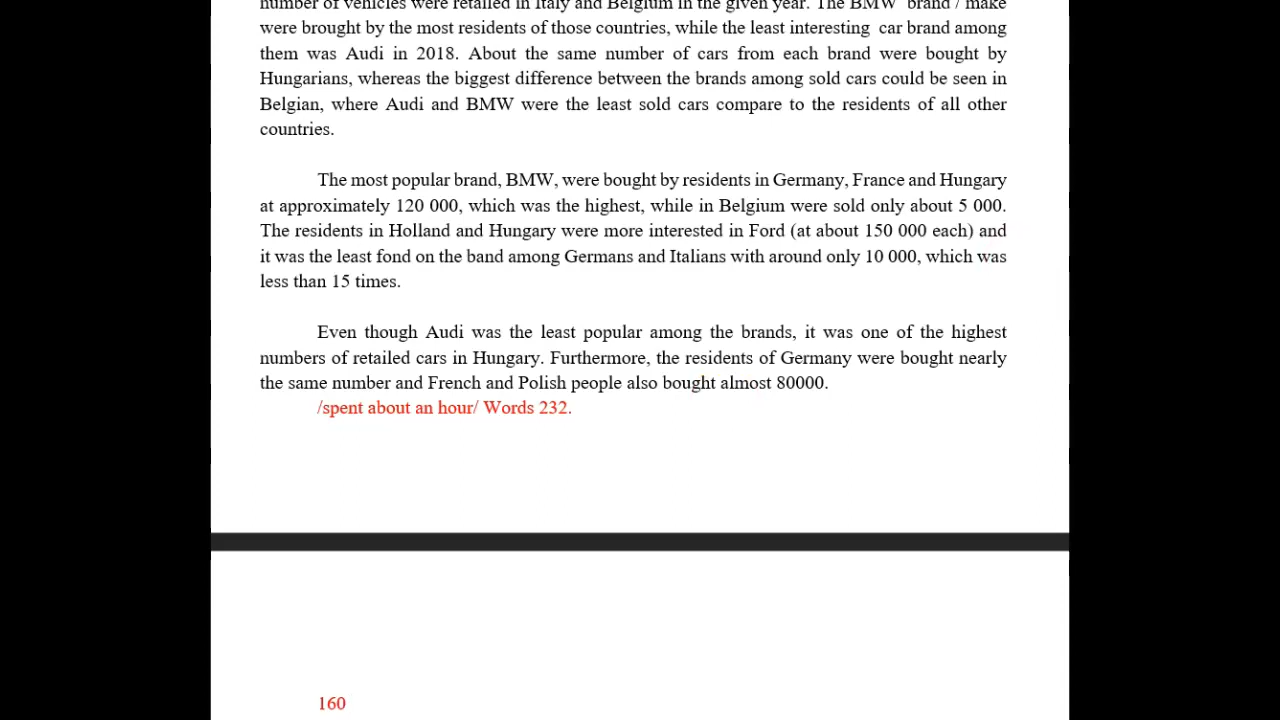 number of vehicles were retailed in Italy and Belgium in the given year. The BMW  brand / make
were brought by the most residents of those countries, while the least interesting  car brand among
them was Audi in 2018. About the same number of cars from each brand were bought by
Hungarians, whereas the biggest difference between the brands among sold cars could be seen in
Belgian, where Audi and BMW were the least sold cars compare to the residents of all other
countries.
The most popular brand, BMW, were bought by residents in Germany, France and Hungary
at approximately 120 000, which was the highest, while in Belgium were sold only about 5 000.
The residents in Holland and Hungary were more interested in Ford (at about 150 000 each) and
it was the least fond on the band among Germans and Italians with around only 10 000, which was
less than 15 times.
Even though Audi was the least popular among the brands, it was one of the highest
numbers of retailed cars in Hungary. Furthermore, the residents of Germany were bought nearly
the same number and French and Polish people also bought almost 80000.
/spent about an hour/ Words 232.
160